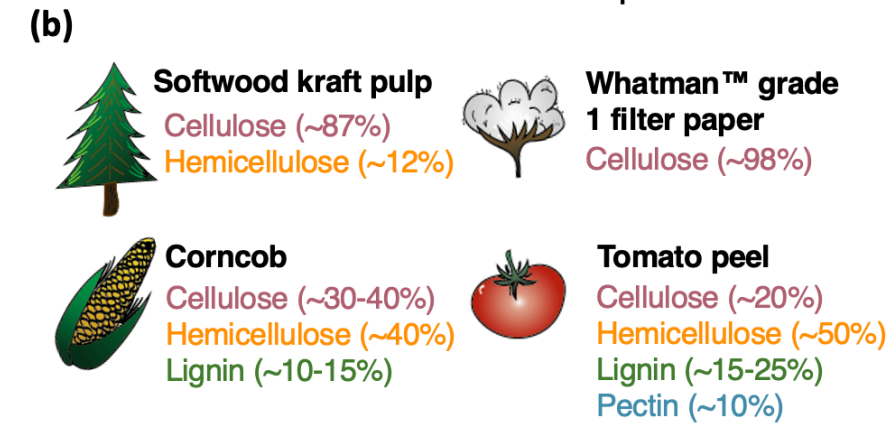 (b)
Softwood kraft pulp
Cellulose (~87%)
Hemicellulose (~12%)
Whatman™ grade
1 filter paper
Cellulose (~98%)
Corncob
Cellulose (~30-40%)
Hemicellulose (~40%)
Lignin (~10-15%)
Tomato peel
Cellulose (~20%)
Hemicellulose (~50%)
Lignin (~15-25%)
Pectin (~10%)